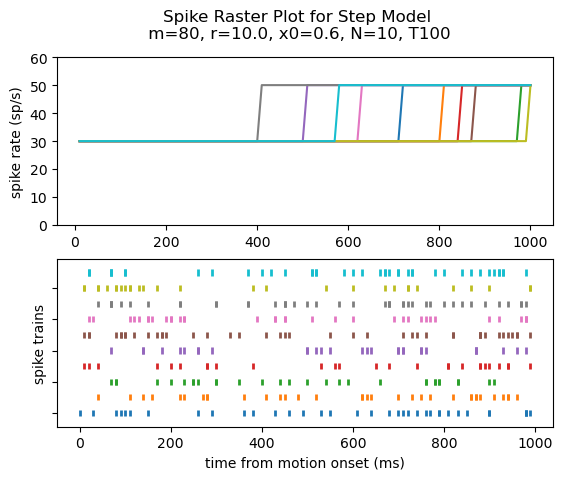 Spike Raster Plot for Step Model
m=80, r=10.0, x0=0.6, N=10, T100
60
50
40
30
20
10
0
spike rate (sp/s)
0 200 400 600 800 1000
spike trains
0 200 400 600 800 1000
time from motion onset (ms)